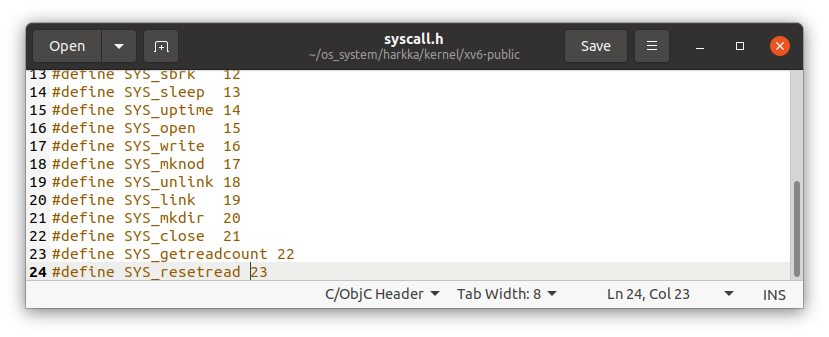 Open
syscall.h
~/os_system/harkka/kernel/xv6-public
Save
13 #define SYS_sbrk   12
14 #define SYS_sleep  13
15 #define SYS_uptime 14
16 #define SYS_open   15
17 #define SYS_write  16
18 #define SYS_mknod  17
19 #define SYS_unlink 18
20 #define SYS_link   19
21 #define SYS_mkdir  20
22 #define SYS_close  21
23 #define SYS_getreadcount 22
24 #define SYS_resetread 23
C/ObjC Header Tab Width: 8 Ln 24, Col 23 INS